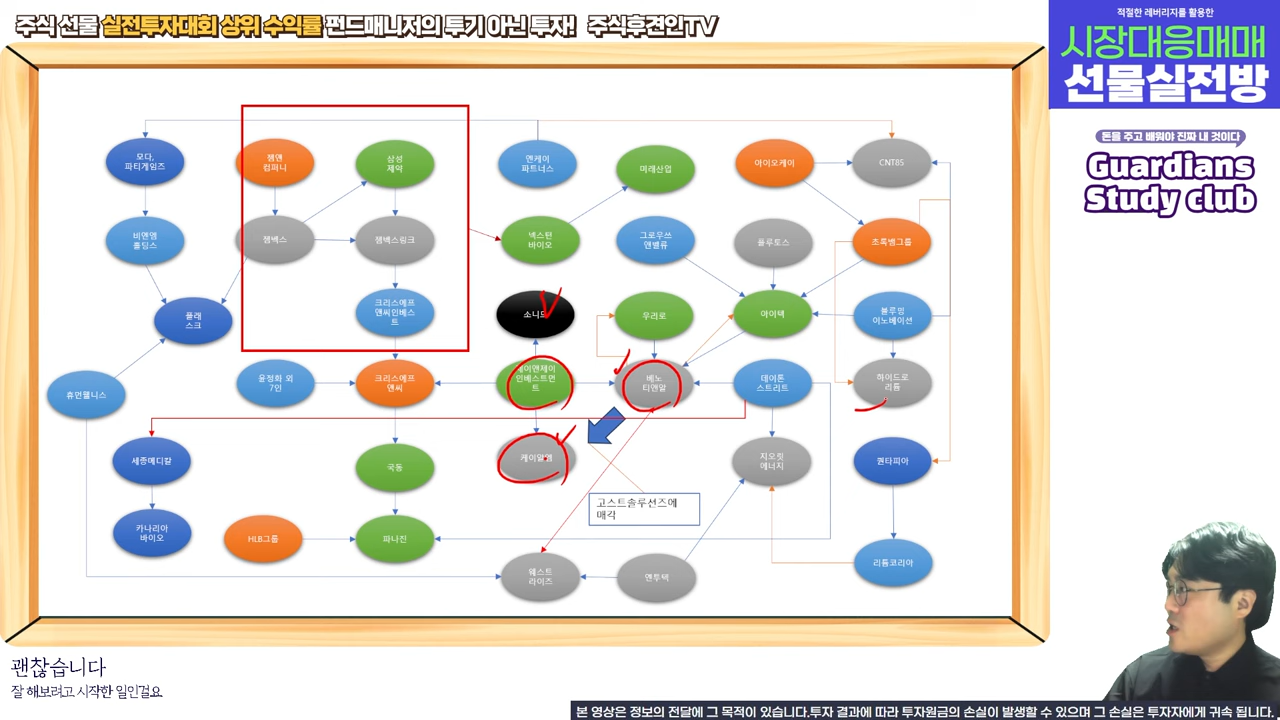 주식 선물 실전투자대회 상위 수익률 펀드매니저의 투기 아닌 투자! 주식후견인TV
적절한 레버리지를 활용한
시장대응매매
선물실전방
돈을 주고 배워야 진짜 내 것이다
Guardians
Study club
모다,
파티게임즈
젬앤
컴퍼니
삼성
제약
앤케이
파트너스
미래산업
아이오케이
CNT85
비앤엠
홀딩스
젬백스
젬백스링크
넥스턴
바이오
그로우쓰
앤밸류
플루토스
초록뱀그룹
플래
스크
크리스에프
앤씨인베스
트
소니드
우리로
아이텍
블루밍
이노베이션
휴먼웰니스
윤정화 외
7인
크리스에프
앤씨
인베스트먼
트
베노
티앤알
데이톤
스트리트
하이드로
리튬
세종메디칼
국동
케이알엠
지오릿
에너지
퀀타피아
고스트솔루션즈에
매각
카나리아
바이오
HLB그룹
파나진
웨스트
라이즈
앤투텍
리튬코리아
괜찮습니다
잘 해보려고 시작한 일인걸요
본 영상은 정보의 전달에 그 목적이 있습니다.투자 결과에 따라 투자원금의 손실이 발생할 수 있으며 그 손실은 투자자에게 귀속 됩니다.